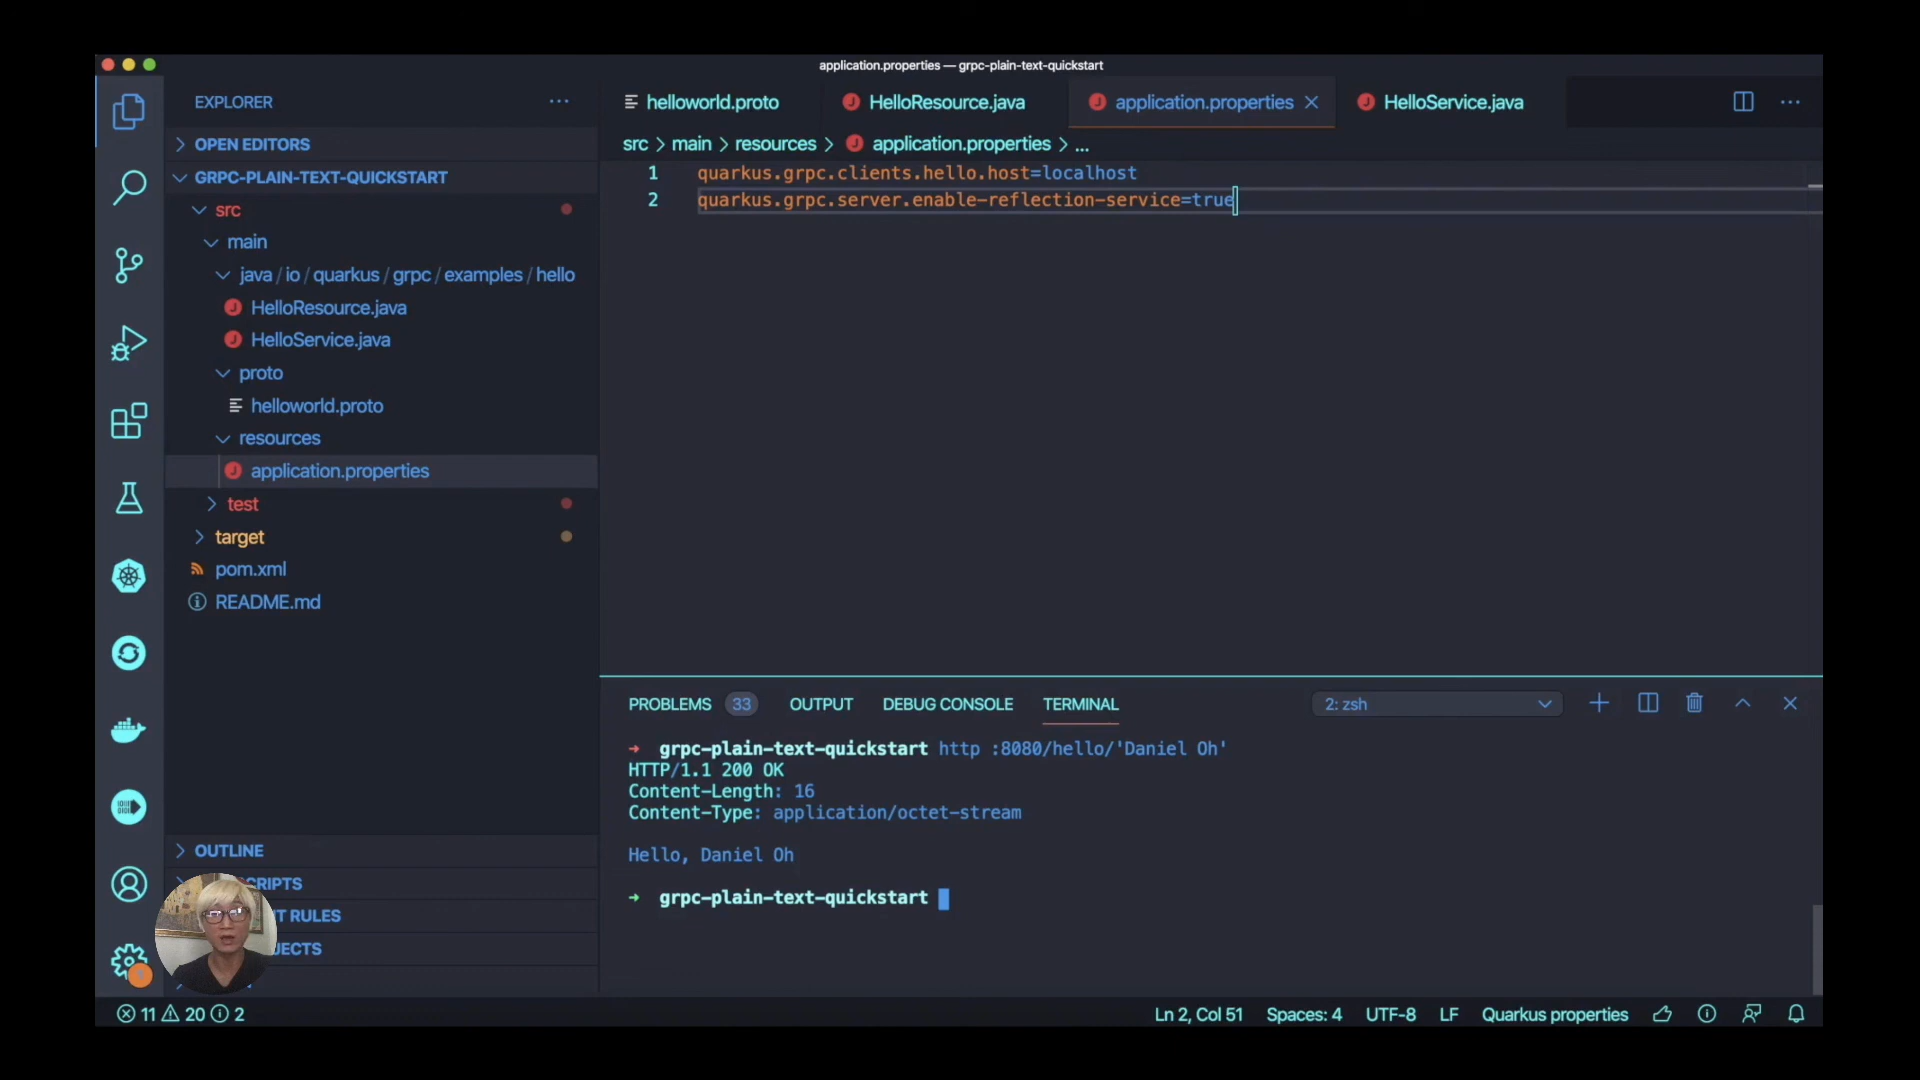 application.properties — grpc-plain-text-quickstart
EXPLORER
helloworld.proto
HelloResource.java
application.properties
HelloService.java
OPEN EDITORS
src > main > resources > application.properties > ...
GRPC-PLAIN-TEXT-QUICKSTART
1 quarkus.grpc.clients.hello.host=localhost
2 quarkus.grpc.server.enable-reflection-service=true
src
main
java / io / quarkus / grpc / examples / hello
HelloResource.java
HelloService.java
proto
helloworld.proto
resources
application.properties
test
target
pom.xml
README.md
PROBLEMS 33 OUTPUT DEBUG CONSOLE TERMINAL 2: zsh
→ grpc-plain-text-quickstart http :8080/hello/'Daniel Oh'
HTTP/1.1 200 OK
Content-Length: 16
Content-Type: application/octet-stream
Hello, Daniel Oh
→ grpc-plain-text-quickstart
OUTLINE
CRIPTS
T RULES
JECTS
11 20 2
Ln 2, Col 51 Spaces: 4 UTF-8 LF Quarkus properties